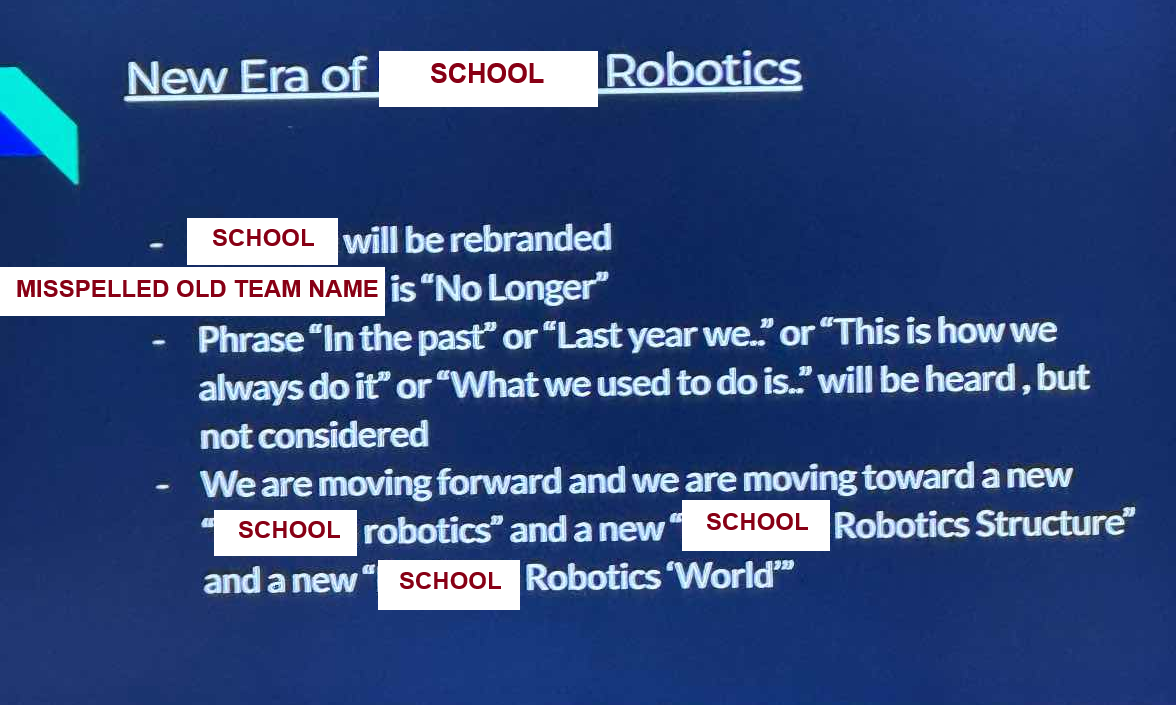 New Era of SCHOOL Robotics
- SCHOOL will be rebranded
MISSPELLED OLD TEAM NAME is “No Longer”
- Phrase “In the past” or “Last year we..” or “This is how we
always do it” or “What we used to do is..” will be heard , but
not considered
- We are moving forward and we are moving toward a new
“SCHOOL robotics” and a new “SCHOOL Robotics Structure”
and a new “SCHOOL Robotics ‘World’”